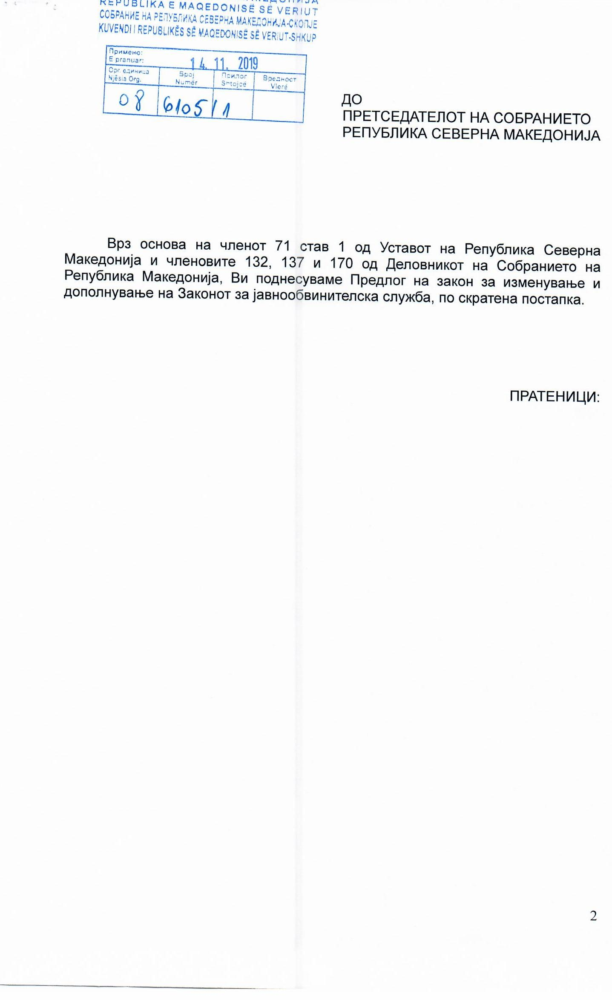 REPUBLIKA E MAQEDONISË SË VERIUT
СОБРАНИЕ НА РЕПУБЛИКА СЕВЕРНА МАКЕДОНИЈА-СКОПЈЕ
KUVENDI I REPUBLIKËS SË MAQEDONISË SË VERIUT-SHKUP
Примено:
E pranuar:
14. 11. 2019
Орг. единица
Njësia Org.
Број
Numër
Прилог
Shtojcë
Вредност
Vlerë
08 6105/1
ДО
ПРЕТСЕДАТЕЛОТ НА СОБРАНИЕТО
РЕПУБЛИКА СЕВЕРНА МАКЕДОНИЈА
Врз основа на членот 71 став 1 од Уставот на Република Северна
Македонија и членовите 132, 137 и 170 од Деловникот на Собранието на
Република Македонија, Ви поднесуваме Предлог на закон за изменување и
дополнување на Законот за јавнообвинителска служба, по скратена постапка.
ПРАТЕНИЦИ:
2